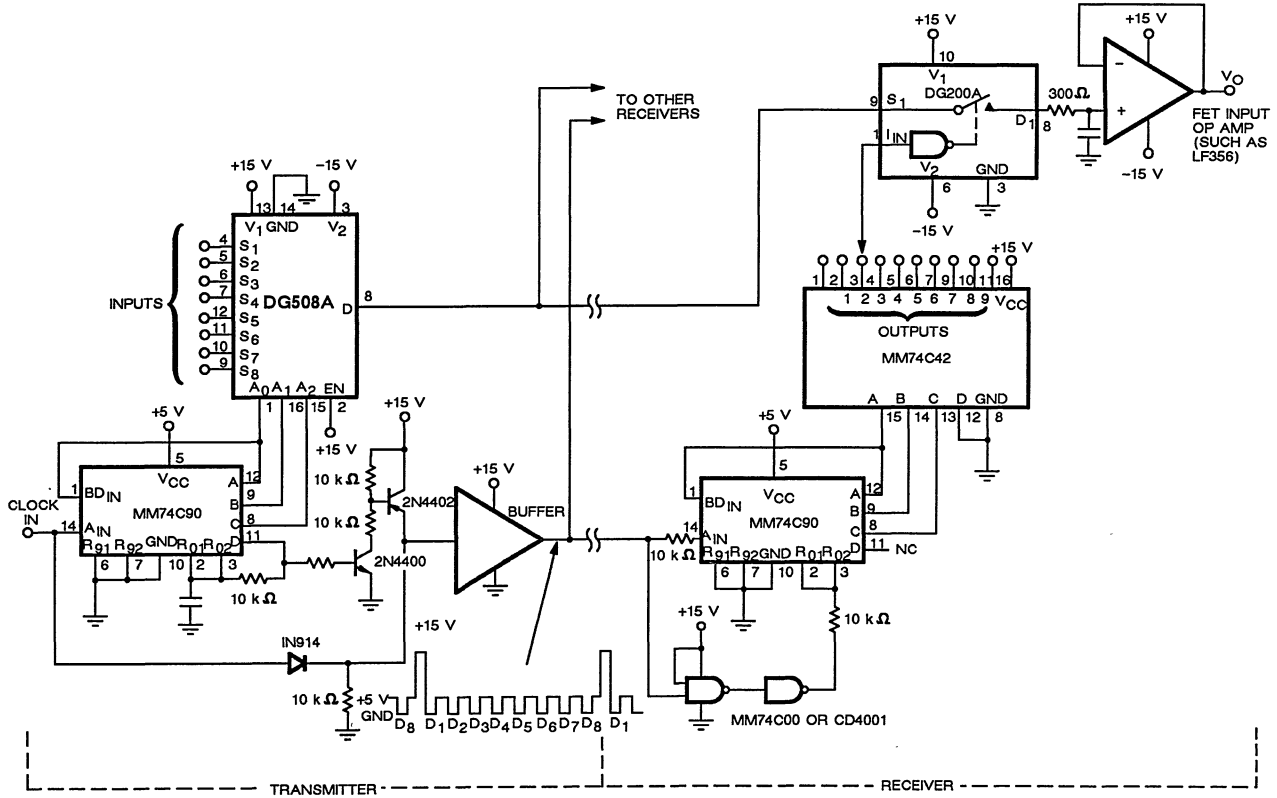 +15 V
+15 V
10
V1
DG200A
9 S1
D1 8
1 IIN
V2
GND
6
3
-15 V
300Ω
-
+
-15 V
VO
FET INPUT
OP AMP
(SUCH AS
LF356)
TO OTHER
RECEIVERS
+15 V
-15 V
13 14 3
V1 GND V2
INPUTS
4 S1
5 S2
6 S3
7 S4
12 S5
11 S6
10 S7
9 S8
DG508A
D 8
A0 A1 A2 EN
1 16 15 2
+15 V
+15 V
1 2 3 4 5 6 7 9 10 11 16
1 2 3 4 5 6 7 8 9 VCC
OUTPUTS
MM74C42
A B C D GND
15 14 13 12 8
+5 V
5
VCC
1 BDIN
MM74C90
CLOCK
IN
14 AIN
A 12
B 9
C 8
D 11
R91 R92 GND R01 R02
6 7 10 2 3
10 kΩ
+15 V
10 kΩ
10 kΩ
2N4402
2N4400
+15 V
BUFFER
+5 V
5
VCC
1 BDIN
MM74C90
14 AIN
10 kΩ
A 12
B 9
C 8
D 11 NC
R91 R92 GND R01 R02
6 7 10 2 3
10 kΩ
+15 V
MM74C00 OR CD4001
IN914
10 kΩ
+15 V
+5 V
GND
D8 D1 D2 D3 D4 D5 D6 D7 D8 D1
TRANSMITTER
RECEIVER